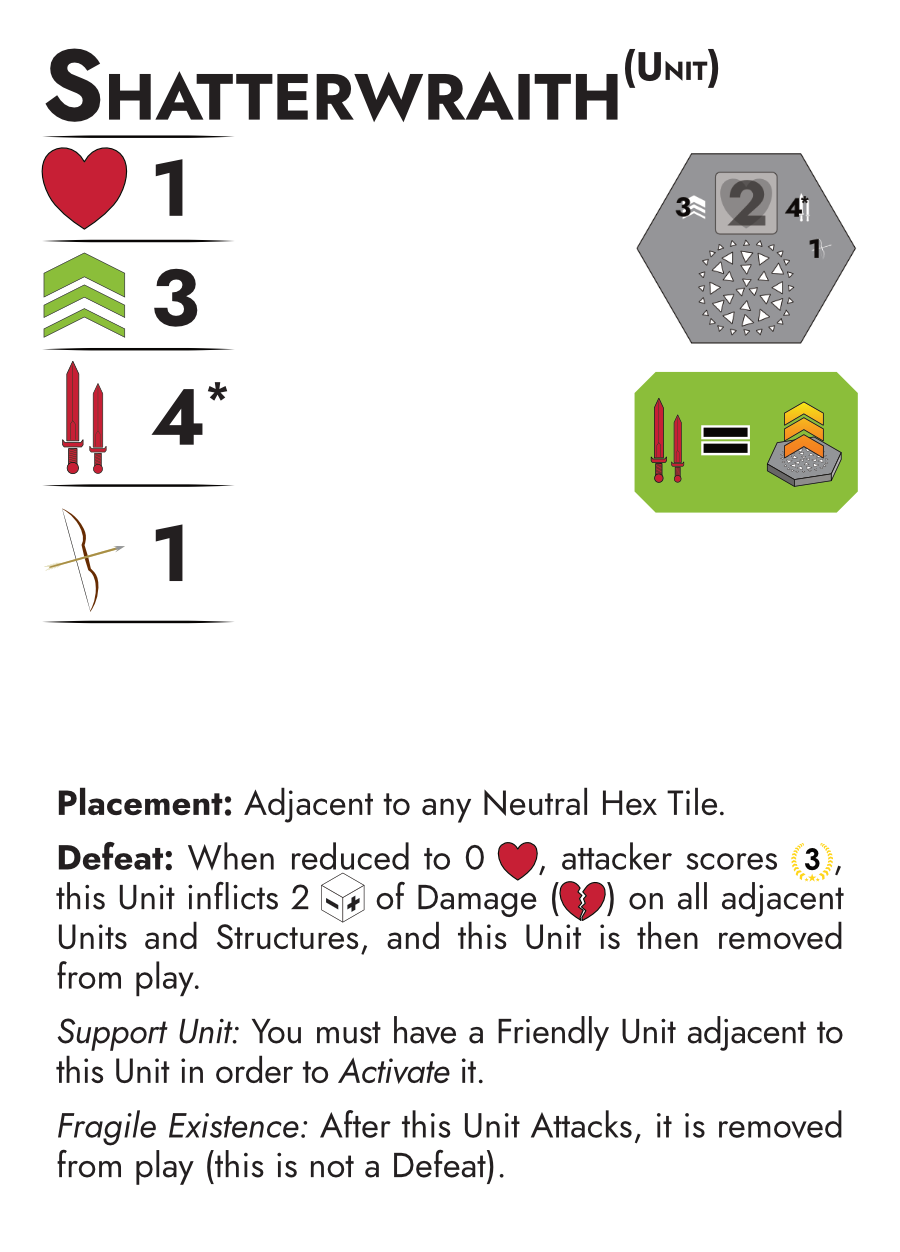 Shatterwraith(Unit)
1
3
4*
1
3 2 4*
1
Placement: Adjacent to any Neutral Hex Tile.
Defeat: When reduced to 0 , attacker scores 3,
this Unit inflicts 2 -+ of Damage () on all adjacent
Units and Structures, and this Unit is then removed
from play.
Support Unit: You must have a Friendly Unit adjacent to
this Unit in order to Activate it.
Fragile Existence: After this Unit Attacks, it is removed
from play (this is not a Defeat).